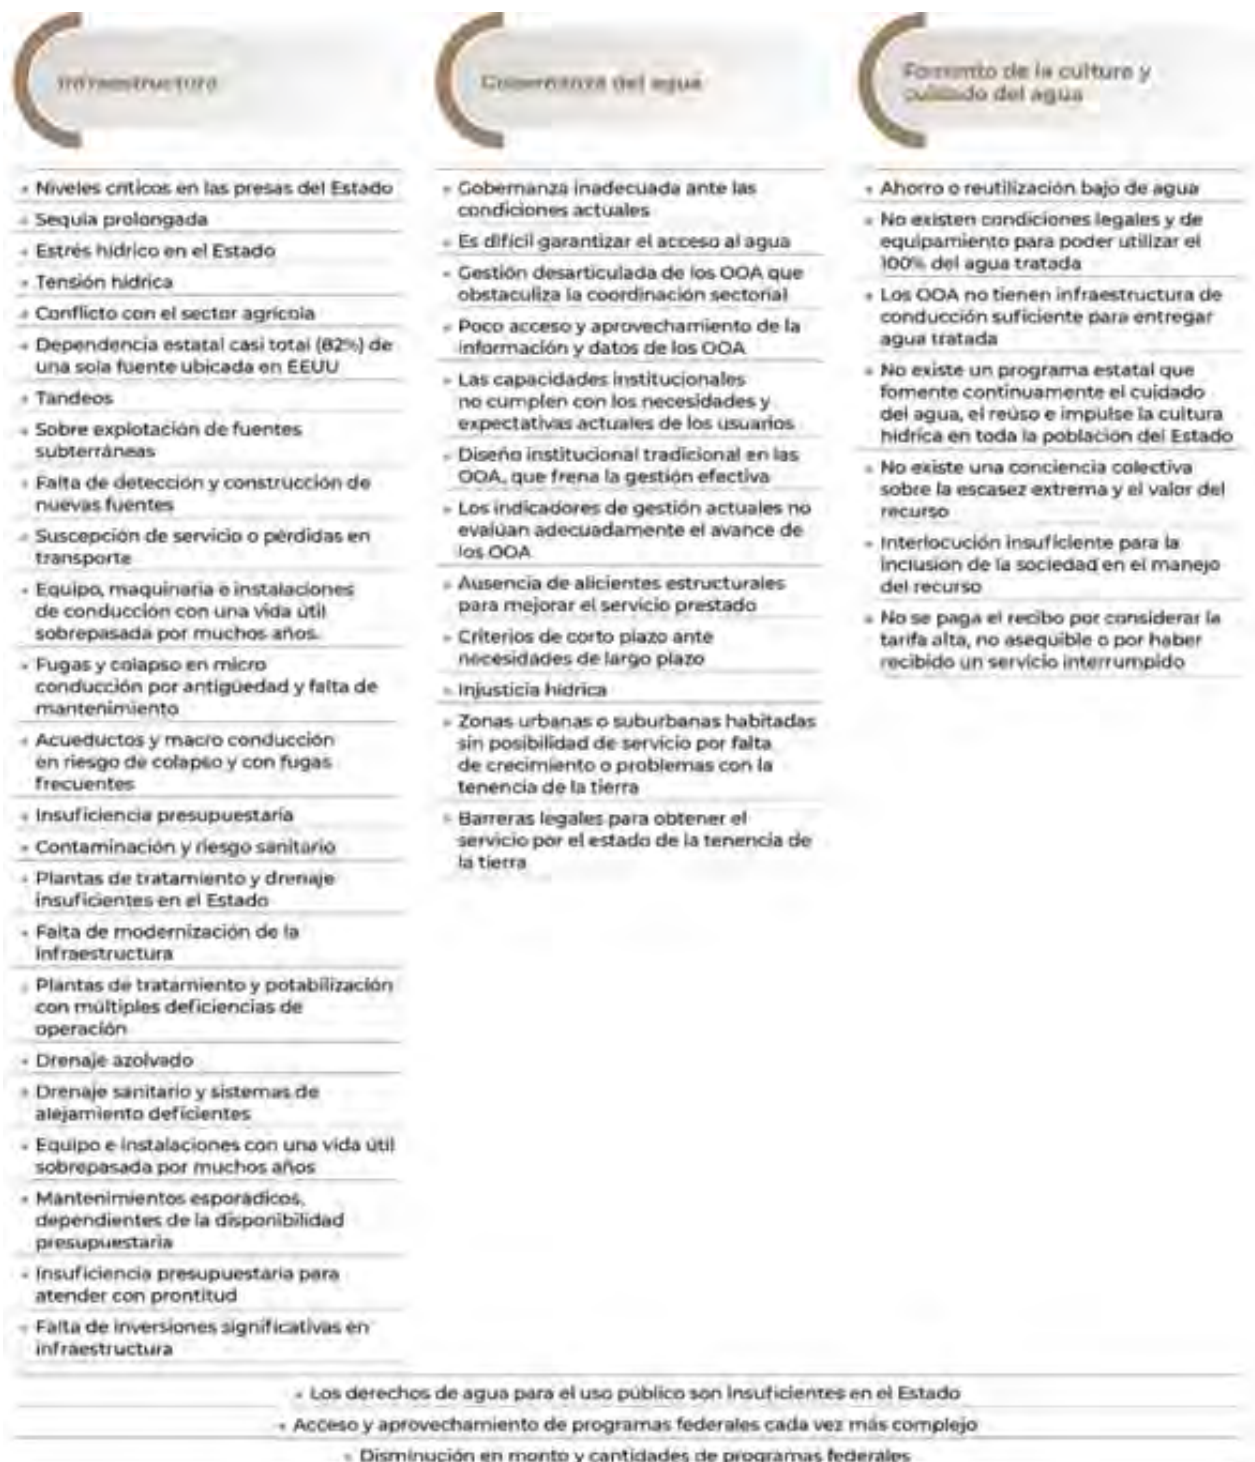 Infraestructura
• Niveles críticos en las presas del Estado
• Sequía prolongada
• Estrés hídrico en el Estado
• Tensión hídrica
• Conflicto con el sector agrícola
• Dependencia estatal casi total (82%) de
una sola fuente ubicada en EEUU
• Tandeos
• Sobre explotación de fuentes
subterráneas
• Falta de detección y construcción de
nuevas fuentes
• Suscepción de servicio o pérdidas en
transporte
• Equipo, maquinaria e instalaciones
de conducción con una vida útil
sobrepasada por muchos años.
• Fugas y colapso en micro
conducción por antigüedad y falta de
mantenimiento
• Acueductos y macro conducción
en riesgo de colapso y con fugas
frecuentes
• Insuficiencia presupuestaria
• Contaminación y riesgo sanitario
• Plantas de tratamiento y drenaje
insuficientes en el Estado
• Falta de modernización de la
infraestructura
• Plantas de tratamiento y potabilización
con múltiples deficiencias de
operación
• Drenaje azolvado
• Drenaje sanitario y sistemas de
alejamiento deficientes
• Equipo e instalaciones con una vida útil
sobrepasada por muchos años
• Mantenimientos esporádicos,
dependientes de la disponibilidad
presupuestaria
• Insuficiencia presupuestaria para
atender con prontitud
• Falta de inversiones significativas en
infraestructura
Gobernanza del agua
• Gobernanza inadecuada ante las
condiciones actuales
• Es difícil garantizar el acceso al agua
• Gestión desarticulada de los OOA que
obstaculiza la coordinación sectorial
• Poco acceso y aprovechamiento de la
información y datos de los OOA
• Las capacidades institucionales
no cumplen con los necesidades y
expectativas actuales de los usuarios
• Diseño institucional tradicional en las
OOA, que frena la gestión efectiva
• Los indicadores de gestión actuales no
evalúan adecuadamente el avance de
los OOA
• Ausencia de alicientes estructurales
para mejorar el servicio prestado
• Criterios de corto plazo ante
necesidades de largo plazo
• Injusticia hídrica
• Zonas urbanas o suburbanas habitadas
sin posibilidad de servicio por falta
de crecimiento o problemas con la
tenencia de la tierra
• Barreras legales para obtener el
servicio por el estado de la tenencia de
la tierra
Fomento de la cultura y
cuidado del agua
• Ahorro o reutilización bajo de agua
• No existen condiciones legales y de
equipamiento para poder utilizar el
100% del agua tratada
• Los OOA no tienen infraestructura de
conducción suficiente para entregar
agua tratada
• No existe un programa estatal que
fomente continuamente el cuidado
del agua, el reúso e impulse la cultura
hídrica en toda la población del Estado
• No existe una conciencia colectiva
sobre la escasez extrema y el valor del
recurso
• Interlocución insuficiente para la
inclusión de la sociedad en el manejo
del recurso
• No se paga el recibo por considerar la
tarifa alta, no asequible o por haber
recibido un servicio interrumpido
• Los derechos de agua para el uso público son insuficientes en el Estado
• Acceso y aprovechamiento de programas federales cada vez más complejo
• Disminución en monto y cantidades de programas federales